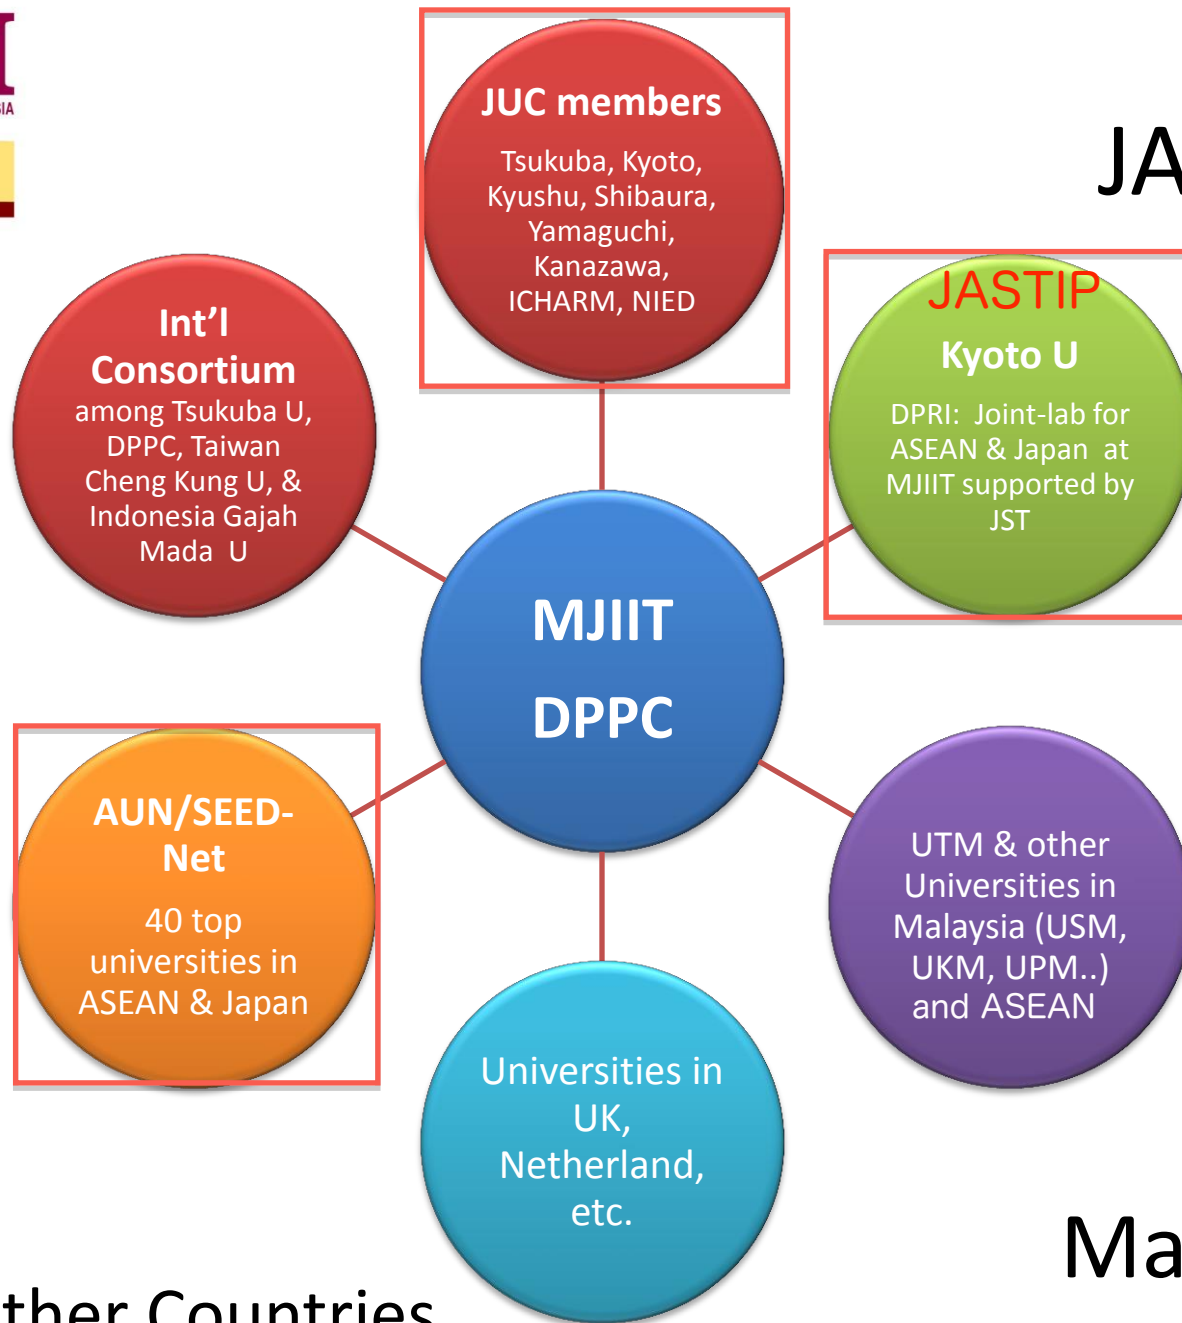 JUC members
Tsukuba, Kyoto,
Kyushu, Shibaura,
Yamaguchi,
Kanazawa,
ICHARM, NIED
JA
Int’l
Consortium
among Tsukuba U,
DPPC, Taiwan
Cheng Kung U, &
Indonesia Gajah
Mada U
JASTIP
Kyoto U
DPRI: Joint-lab for
ASEAN & Japan at
MJIIT supported by
JST
MJIIT
DPPC
AUN/SEED-
Net
40 top
universities in
ASEAN & Japan
UTM & other
Universities in
Malaysia (USM,
UKM, UPM..)
and ASEAN
Universities in
UK,
Netherland,
etc.
Ma
ther Countries